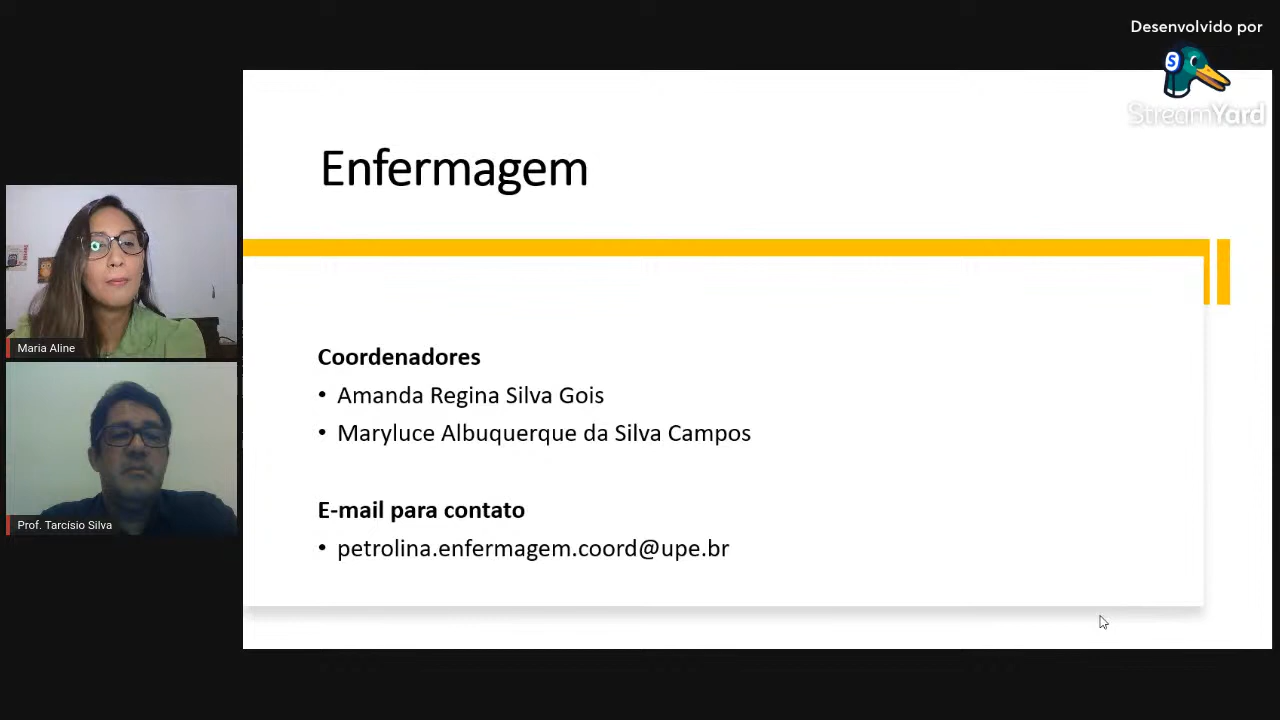 Desenvolvido por
S
StreamYard
Enfermagem
Maria Aline
Prof. Tarcísio Silva
Coordenadores
• Amanda Regina Silva Gois
• Maryluce Albuquerque da Silva Campos
E-mail para contato
• petrolina.enfermagem.coord@upe.br